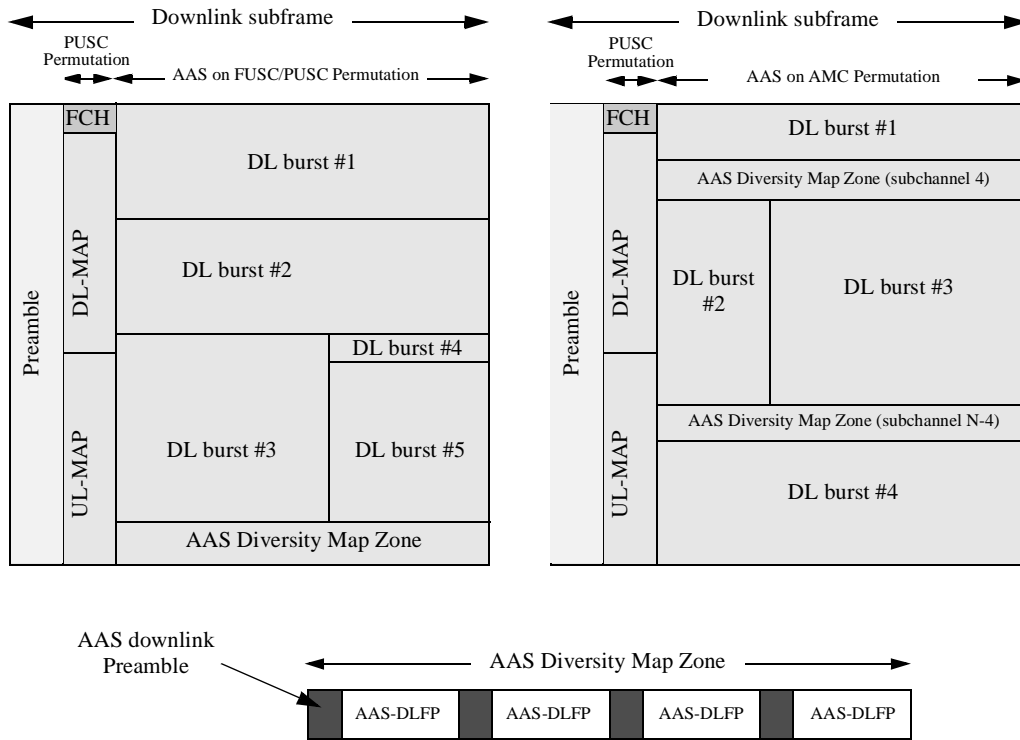 Downlink subframe
PUSC
Permutation
AAS on FUSC/PUSC Permutation
FCH
DL burst #1
DL-MAP
DL burst #2
Preamble
DL burst #4
UL-MAP
DL burst #3
DL burst #5
AAS Diversity Map Zone
Downlink subframe
PUSC
Permutation
AAS on AMC Permutation
FCH
DL burst #1
AAS Diversity Map Zone (subchannel 4)
DL-MAP
DL burst
#2
DL burst #3
Preamble
AAS Diversity Map Zone (subchannel N-4)
UL-MAP
DL burst #4
AAS downlink
Preamble
AAS Diversity Map Zone
AAS-DLFP
AAS-DLFP
AAS-DLFP
AAS-DLFP